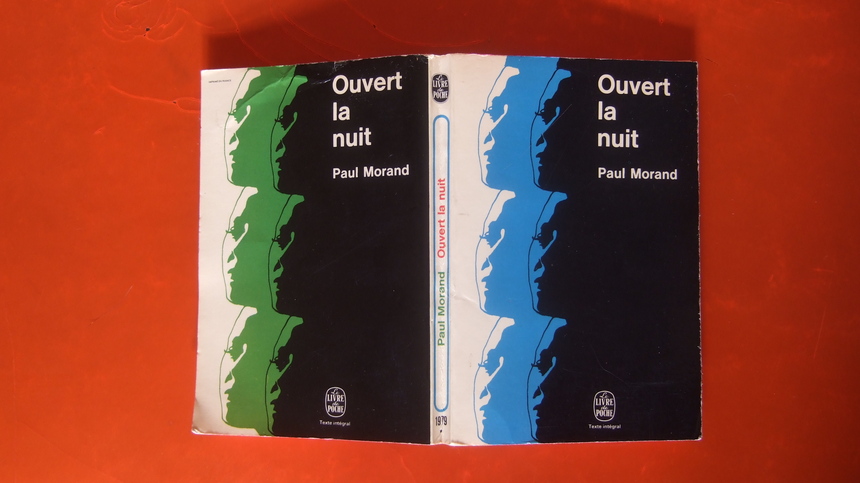 Ouvert
la
nuit
Paul Morand
Le
LIVRE
de
POCHE
Texte intégral
Le
LIVRE
de
POCHE
Paul Morand Ouvert la nuit
1979
Ouvert
la
nuit
Paul Morand
Le
LIVRE
de
POCHE
Texte intégral